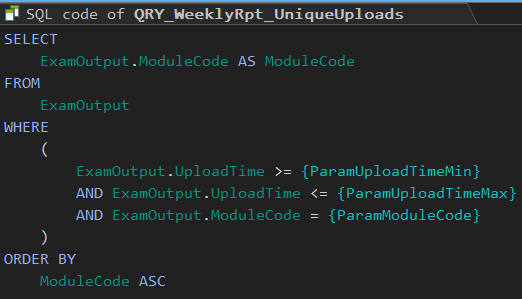 SQL code of QRY_WeeklyRpt_UniqueUploads
SELECT
ExamOutput.ModuleCode AS ModuleCode
FROM
ExamOutput
WHERE
(
ExamOutput.UploadTime >= {ParamUploadTimeMin}
AND ExamOutput.UploadTime <= {ParamUploadTimeMax}
AND ExamOutput.ModuleCode = {ParamModuleCode}
)
ORDER BY
ModuleCode ASC